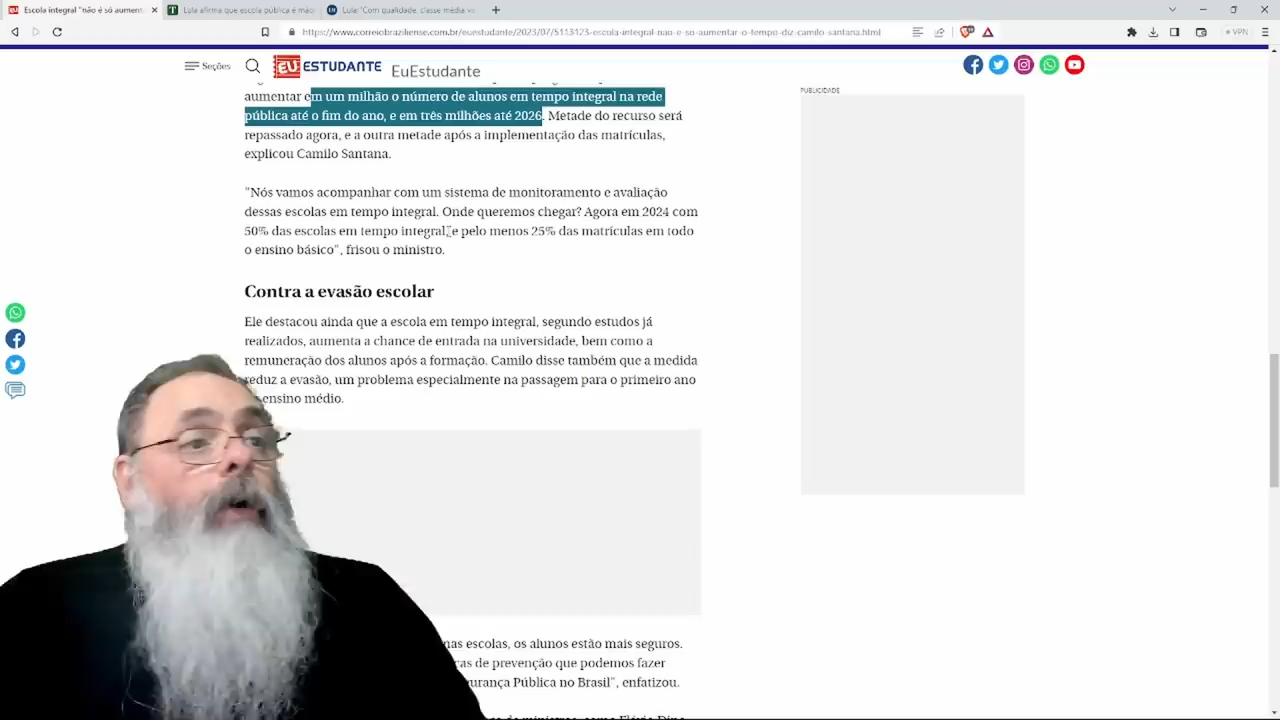 Escola integral "não é só aument
Lula afirma que escola pública é
Lula: "Com qualidade, classe média
https://www.correiobraziliense.com.br/euestudante/2023/07/5113123-escola-integral-nao-e-so-aumentar-o-tempo-diz-camilo-santana.html
VPN
Seções
EU ESTUDANTE
EuEstudante
PUBLICIDADE
aumentar em um milhão o número de alunos em tempo integral na rede
pública até o fim do ano, e em três milhões até 2026. Metade do recurso será
repassado agora, e a outra metade após a implementação das matrículas,
explicou Camilo Santana.
"Nós vamos acompanhar com um sistema de monitoramento e avaliação
dessas escolas em tempo integral. Onde queremos chegar? Agora em 2024 com
50% das escolas em tempo integral, e pelo menos 25% das matrículas em todo
o ensino básico", frisou o ministro.
Contra a evasão escolar
Ele destacou ainda que a escola em tempo integral, segundo estudos já
realizados, aumenta a chance de entrada na universidade, bem como a
remuneração dos alunos após a formação. Camilo disse também que a medida
reduz a evasão, um problema especialmente na passagem para o primeiro ano
ensino médio.
nas escolas, os alunos estão mais seguros.
de prevenção que podemos fazer
Pública no Brasil", enfatizou.